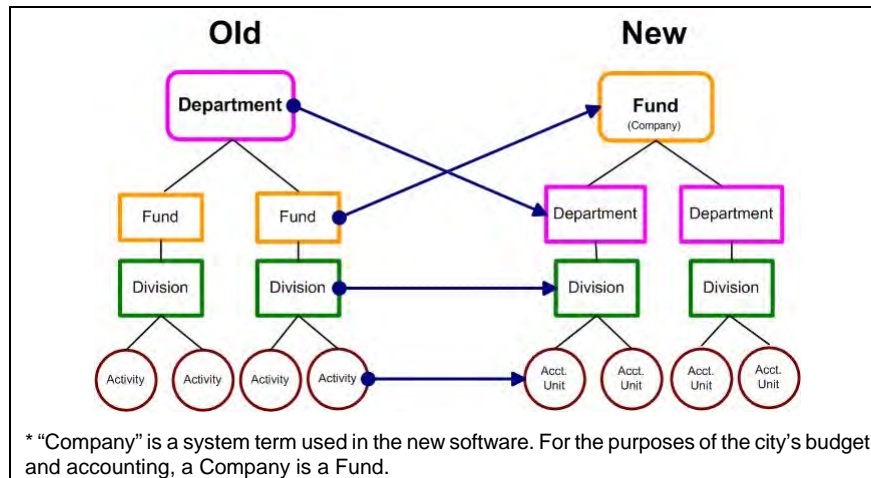 Old New
Department
Fund
(Company)
Fund Fund
Department Department
Division Division
Division Division
Activity Activity Activity Activity
Acct. Unit Acct. Unit Acct. Unit Acct. Unit
* “Company” is a system term used in the new software. For the purposes of the city’s budget
and accounting, a Company is a Fund.